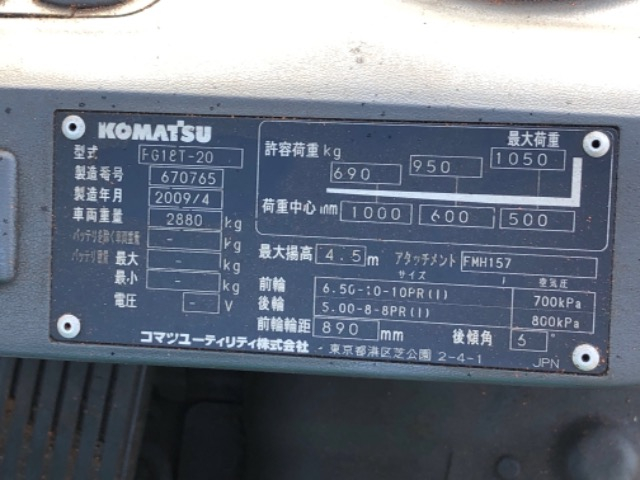 KOMATSU
型式 FG18T-20
製造番号 670765
製造年月 2009/4
車両重量 2880 kg
- kg
最大 - kg
最小 - kg
電圧 - V
許容荷重 kg 最大荷重
690 950 1050
荷重中心 mm 1000 600 500
最大揚高 4.5 m アタッチメント FMH157
サイズ 空気圧
前輪 6.50-10-10PR(I) 700kPa
後輪 5.00-8-8PR(I) 800kPa
前輪輪距 890 mm 後傾角 6°
コマツユーティリティ株式会社 東京都港区芝公園 2-4-1 JPN